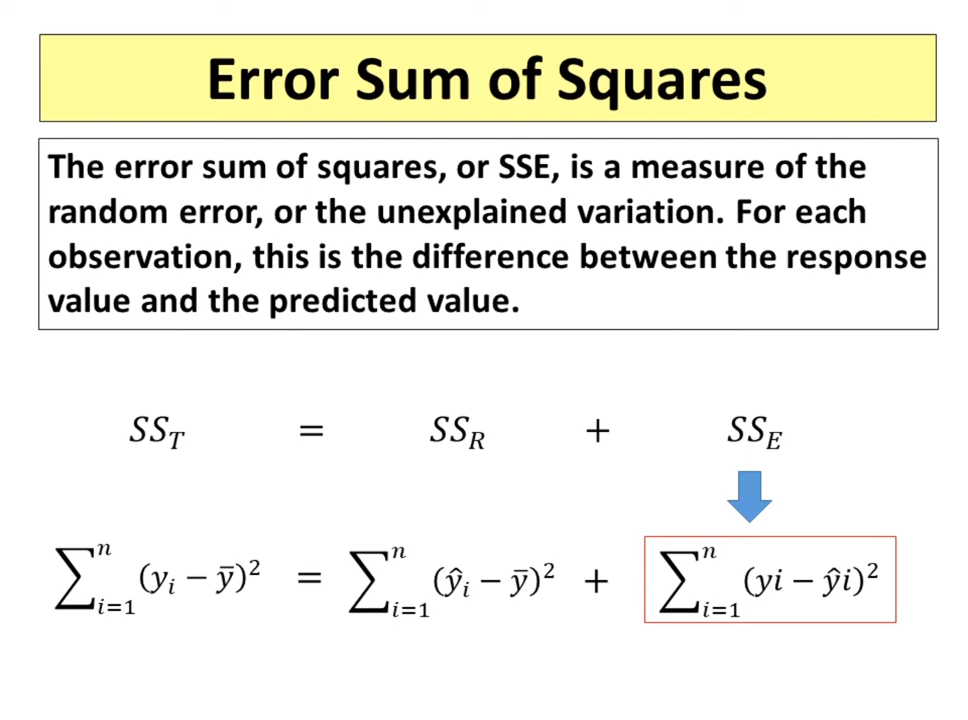 Error Sum of Squares
The error sum of squares, or SSE, is a measure of the
random error, or the unexplained variation. For each
observation, this is the difference between the response
value and the predicted value.
SS_T = SS_R + SS_E
∑_{i=1}^{n} (y_i − ȳ)² = ∑_{i=1}^{n} (ŷ_i − ȳ)² + ∑_{i=1}^{n} (yi − ŷi)²